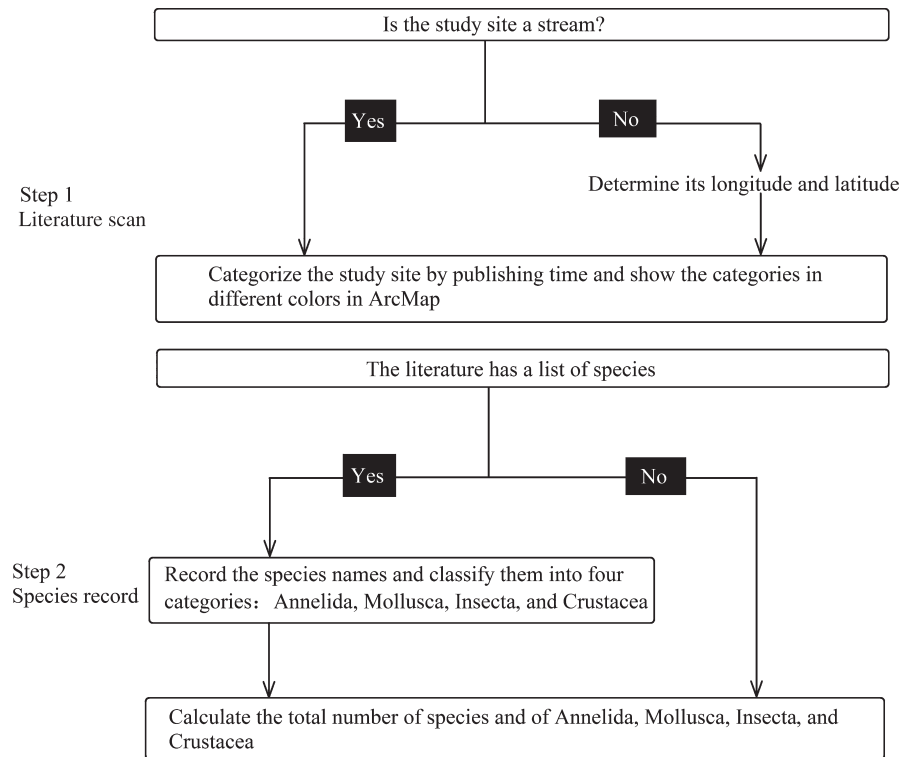 Is the study site a stream?
Yes
No
Determine its longitude and latitude
Step 1
Literature scan
Categorize the study site by publishing time and show the categories in
different colors in ArcMap
The literature has a list of species
Yes
No
Step 2
Species record
Record the species names and classify them into four
categories：Annelida, Mollusca, Insecta, and Crustacea
Calculate the total number of species and of Annelida, Mollusca, Insecta, and
Crustacea